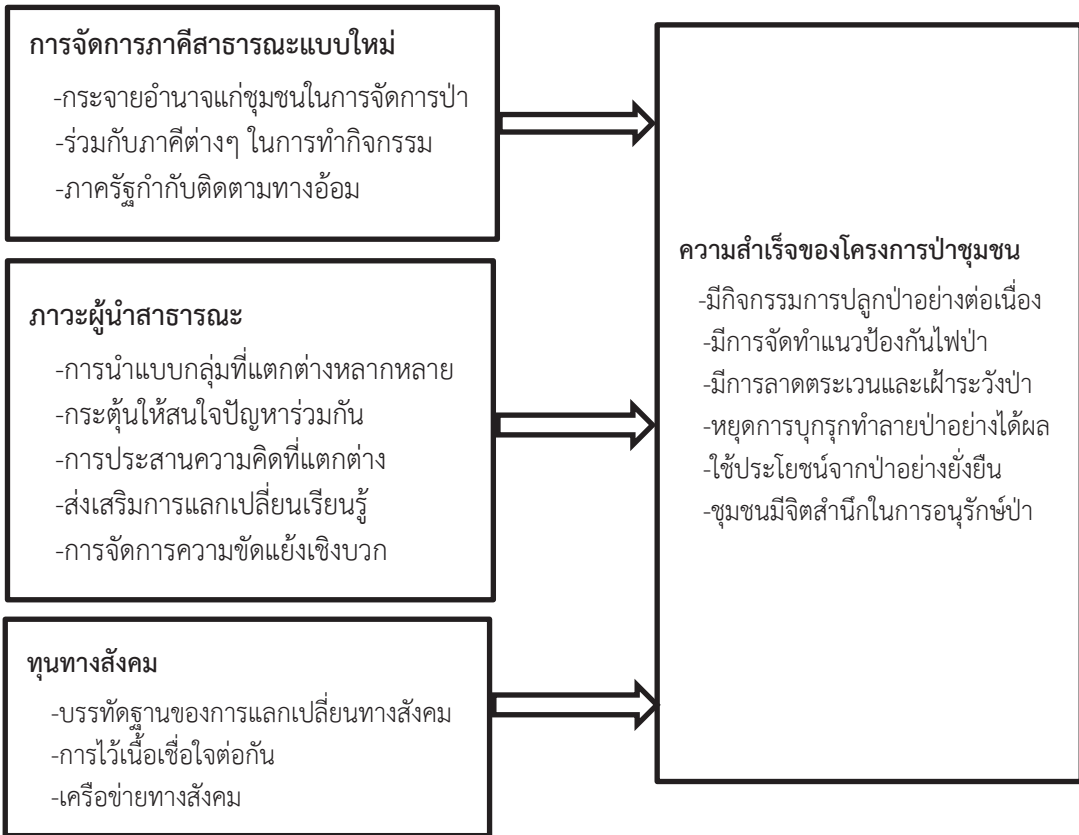 การจัดการภาคีสาธารณะแบบใหม่
-กระจายอำนาจแก่ชุมชนในการจัดการป่า
-ร่วมกับภาคีต่างๆ ในการทำกิจกรรม
-ภาครัฐกำกับติดตามทางอ้อม
ภาวะผู้นำสาธารณะ
-การนำแบบกลุ่มที่แตกต่างหลากหลาย
-กระตุ้นให้สนใจปัญหาร่วมกัน
-การประสานความคิดที่แตกต่าง
-ส่งเสริมการแลกเปลี่ยนเรียนรู้
-การจัดการความขัดแย้งเชิงบวก
ทุนทางสังคม
-บรรทัดฐานของการแลกเปลี่ยนทางสังคม
-การไว้เนื้อเชื่อใจต่อกัน
-เครือข่ายทางสังคม
ความสำเร็จของโครงการป่าชุมชน
-มีกิจกรรมการปลูกป่าอย่างต่อเนื่อง
-มีการจัดทำแนวป้องกันไฟป่า
-มีการลาดตระเวนและเฝ้าระวังป่า
-หยุดการบุกรุกทำลายป่าอย่างได้ผล
-ใช้ประโยชน์จากป่าอย่างยั่งยืน
-ชุมชนมีจิตสำนึกในการอนุรักษ์ป่า